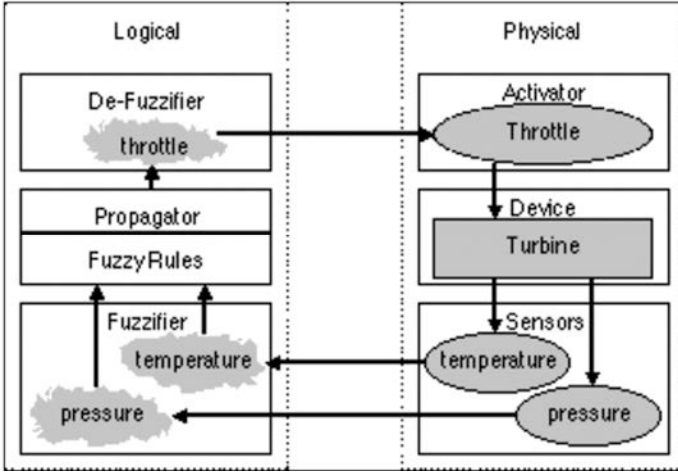 Logical
Physical
De-Fuzzifier
throttle
Activator
Throttle
Propagator
FuzzyRules
Device
Turbine
Fuzzifier
temperature
pressure
Sensors
temperature
pressure